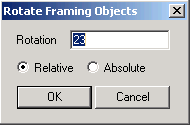 Rotate Framing Objects
Rotation 23
Relative Absolute
OK Cancel